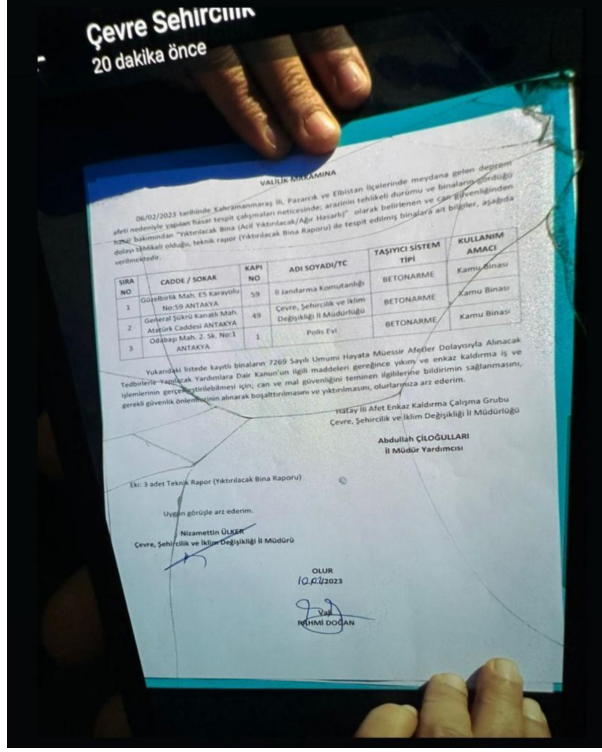 Çevre Sehircilik
20 dakika önce
VALİLİK MAKAMINA
06/02/2023 tarihinde Kahramanmaraş İli, Pazarcık ve Elbistan ilçelerinde meydana gelen deprem
afeti nedeniyle yapılan hasar tespit çalışmaları neticesinde; arazinin tehlikeli durumu ve binaların gördüğü
hasar bakımından "Yıktırılacak Bina (Acil Yıktırılacak/Ağır Hasarlı)" olarak belirlenen ve can güvenliğinden
dolayı tehlikeli olduğu, teknik rapor (Yıktırılacak Bina Raporu) ile tespit edilmiş binalara ait bilgiler, aşağıda
verilmektedir.
SIRA NO CADDE / SOKAK KAPI NO ADI SOYADI/TC TAŞIYICI SİSTEM TİPİ KULLANIM AMACI
1 Güzelburlik Mah. E5 Karayolu No:59 ANTAKYA 59 İl Jandarma Komutanlığı BETONARME Kamu Binası
2 General Şükrü Kanatlı Mah. Atatürk Caddesi ANTAKYA 49 Çevre, Şehircilik ve İklim Değişikliği İl Müdürlüğü BETONARME Kamu Binası
3 Odabaşı Mah. 2. Sk. No:1 ANTAKYA 1 Polis Evi BETONARME Kamu Binası
Yukarıdaki listede kayıtlı binaların 7269 Sayılı Umumi Hayata Müessir Afetler Dolayısıyla Alınacak
Tedbirlerle Yapılacak Yardımlara Dair Kanun'un ilgili maddeleri gereğince yıkım ve enkaz kaldırma iş ve
işlemlerinin gerçekleştirilebilmesi için; can ve mal güvenliğini teminen ilgililerine bildirimin sağlanmasını,
gerekli güvenlik önlemlerinin alınarak boşalttırılmasını ve yıktırılmasını, olurlarınıza arz ederim.
Hatay İli Afet Enkaz Kaldırma Çalışma Grubu
Çevre, Şehircilik ve İklim Değişikliği İl Müdürlüğü
Abdullah ÇİLOĞULLARI
İl Müdür Yardımcısı
Eki: 3 adet Teknik Rapor (Yıktırılacak Bina Raporu)
Uygun görüşle arz ederim.
Nizamettin ÜLKER
Çevre, Şehircilik ve İklim Değişikliği İl Müdürü
OLUR
10.02/2023
Vali
RAHMİ DOĞAN